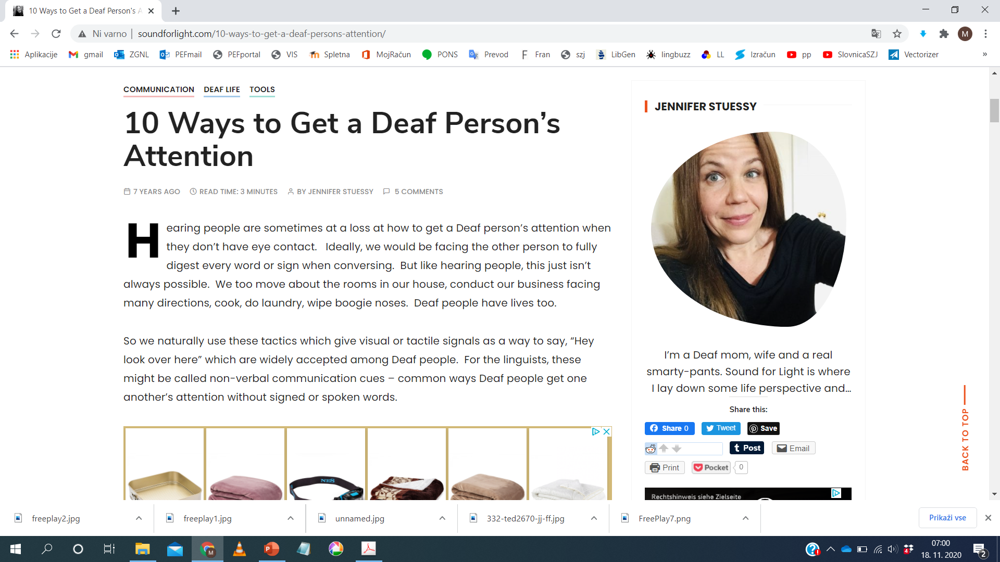 10 Ways to Get a Deaf Person's A
Ni varno
soundforlight.com/10-ways-to-get-a-deaf-persons-attention/
M
Aplikacije gmail ZGNL PEFmail PEFportal VIS Spletna MojRačun PONS Prevod Fran szj LibGen lingbuzz LL Izračun pp SlovnicaSZJ Vectorizer »
COMMUNICATION DEAF LIFE TOOLS
10 Ways to Get a Deaf Person’s
Attention
7 YEARS AGO READ TIME: 3 MINUTES BY JENNIFER STUESSY 5 COMMENTS
Hearing people are sometimes at a loss at how to get a Deaf person’s attention when
they don’t have eye contact. Ideally, we would be facing the other person to fully
digest every word or sign when conversing. But like hearing people, this just isn’t
always possible. We too move about the rooms in our house, conduct our business facing
many directions, cook, do laundry, wipe boogie noses. Deaf people have lives too.
So we naturally use these tactics which give visual or tactile signals as a way to say, “Hey
look over here” which are widely accepted among Deaf people. For the linguists, these
might be called non-verbal communication cues – common ways Deaf people get one
another’s attention without signed or spoken words.
NES
JENNIFER STUESSY
I’m a Deaf mom, wife and a real
smarty-pants. Sound for Light is where
I lay down some life perspective and…
Share this:
Share 0 Tweet Save
Post Email
Print Pocket 0
Rechtshinweis siehe Zielseite
BACK TO TOP
freeplay2.jpg freeplay1.jpg unnamed.jpg 332-ted2670-jj-ff.jpg FreePlay7.png Prikaži vse
07:00
18. 11. 2020
2